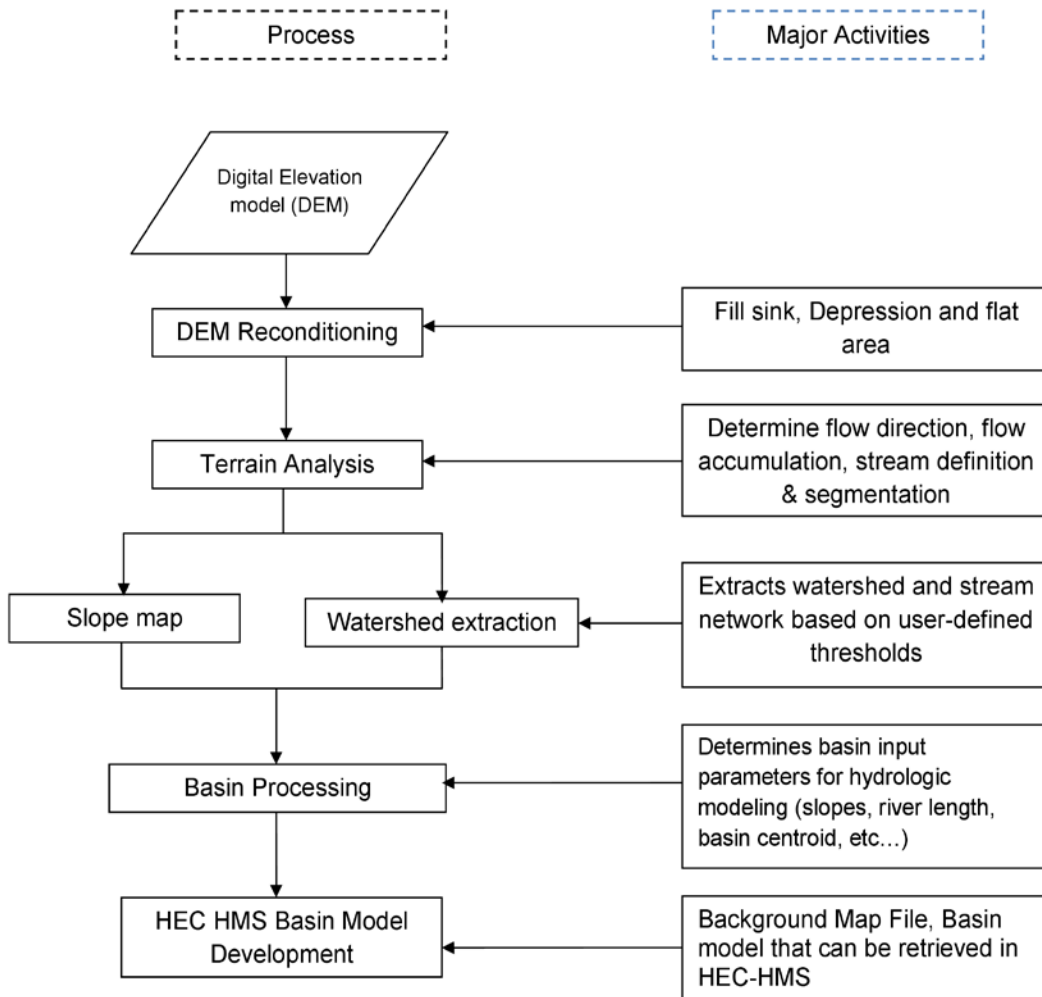 Process
Major Activities
Digital Elevation
model (DEM)
DEM Reconditioning
Fill sink, Depression and flat
area
Terrain Analysis
Determine flow direction, flow
accumulation, stream definition
& segmentation
Slope map
Watershed extraction
Extracts watershed and stream
network based on user-defined
thresholds
Basin Processing
Determines basin input
parameters for hydrologic
modeling (slopes, river length,
basin centroid, etc…)
HEC HMS Basin Model
Development
Background Map File, Basin
model that can be retrieved in
HEC-HMS